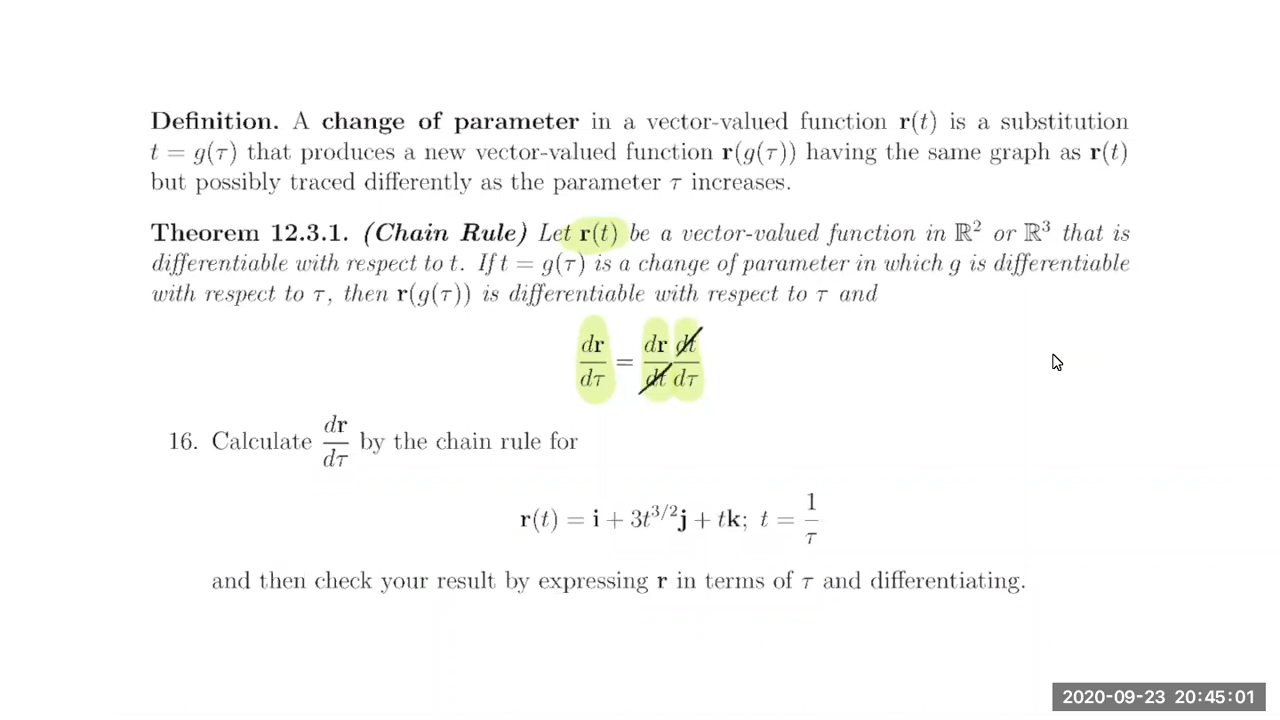 Definition. A change of parameter in a vector-valued function r(t) is a substitution
t = g(τ) that produces a new vector-valued function r(g(τ)) having the same graph as r(t)
but possibly traced differently as the parameter τ increases.
Theorem 12.3.1. (Chain Rule) Let r(t) be a vector-valued function in ℝ² or ℝ³ that is
differentiable with respect to t. If t = g(τ) is a change of parameter in which g is differentiable
with respect to τ, then r(g(τ)) is differentiable with respect to τ and
dr/dτ = dr/dt dt/dτ
16. Calculate dr/dτ by the chain rule for
r(t) = i + 3t^{3/2}j + tk; t = 1/τ
and then check your result by expressing r in terms of τ and differentiating.
2020-09-23 20:45:01